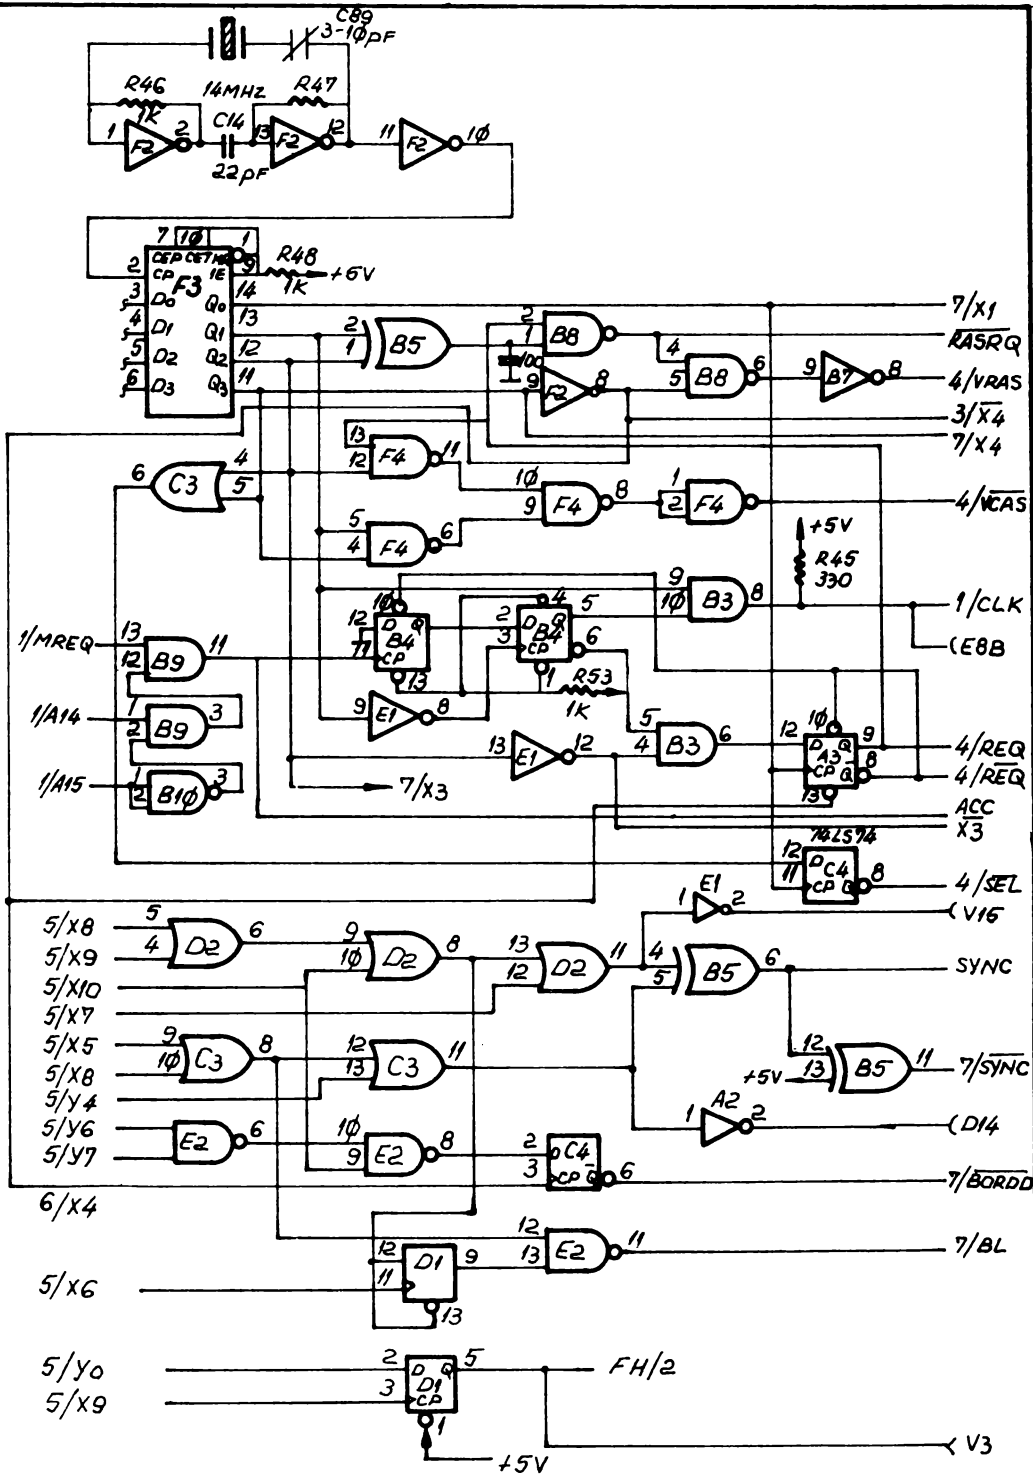 C89
3-10pF
R46
1K
14MHz
C14
22pF
R47
1 F2 2
13 F2 12
11 F2 10
7 10 1
CEP CET MR 9
2 CP F3 1E
R48
1K
+5V
3 D0 Q0 14
4 D1 Q1 13
5 D2 Q2 12
6 D3 Q3 11
2 1 B5
2 1 B8
100
9 F2 8
4 5 B8 6
9 B7 8
7/X1
RASRQ
4/VRAS
3/X4
7/X4
6 C3 4 5
13 12 F4 11
10 9 F4 8
1 2 F4
4/VCAS
5 4 F4 6
+5V
R45
330
9 10 B3 8
1/CLK
(E8B
1/MREQ 13 12 B9 11
12 11 10 D Q B4 CP 13
2 3 4 D Q B4 CP 5 6 1
R53
1K
9 E1 8
1/A14 1 2 B9 3
1/A15 1 2 B10 3
13 E1 12
5 4 B3 6
12 10 D Q A3 CP Q 13 9 8
4/REQ
4/REQ
7/X3
ACC
X3
74LS74
12 11 D C4 CP Q 8
4/SEL
E1
1 2
(V15
5/X8 5
5/X9 4 D2 6
9 10 D2 8
13 12 D2 11
4 5 B5 6
SYNC
5/X10
5/X7
5/X5 9
5/X8 10 C3 8
12 13 C3 11
12 13 B5 11
+5V
7/SYNC
5/Y4
A2
1 2
(D14
5/Y6
5/Y7 E2 6
10 9 E2 8
2 3 D C4 CP Q 6
7/BORDD
6/X4
12 13 E2 11
7/BL
12 11 D1 9 13
5/X6
5/Y0 2 D Q 5
FH/2
5/X9 3 D1 CP 1
+5V
(V3